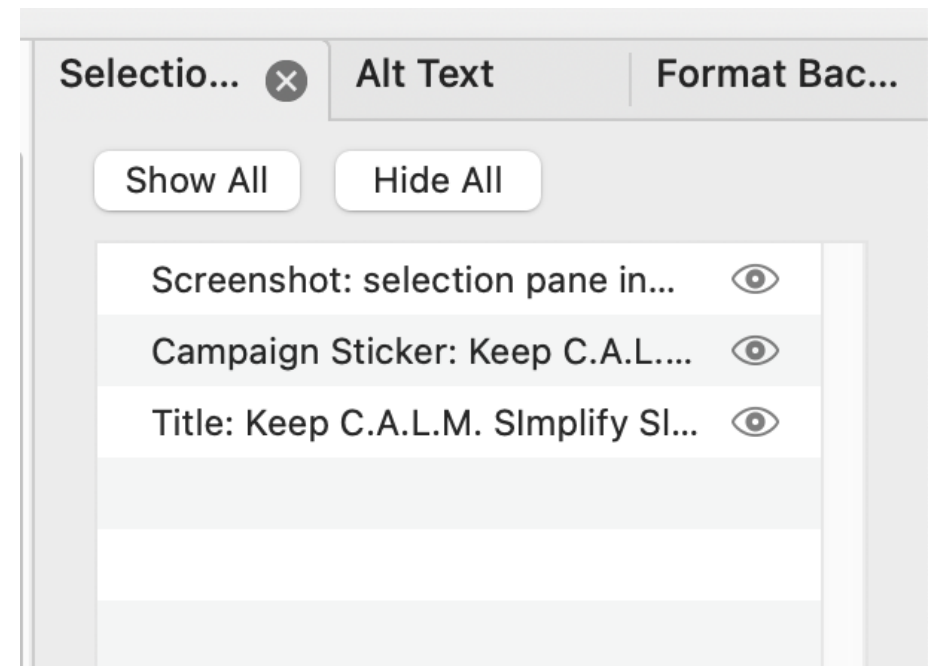 Selectio... Alt Text Format Bac...
Show All Hide All
Screenshot: selection pane in...
Campaign Sticker: Keep C.A.L....
Title: Keep C.A.L.M. SImplify Sl...